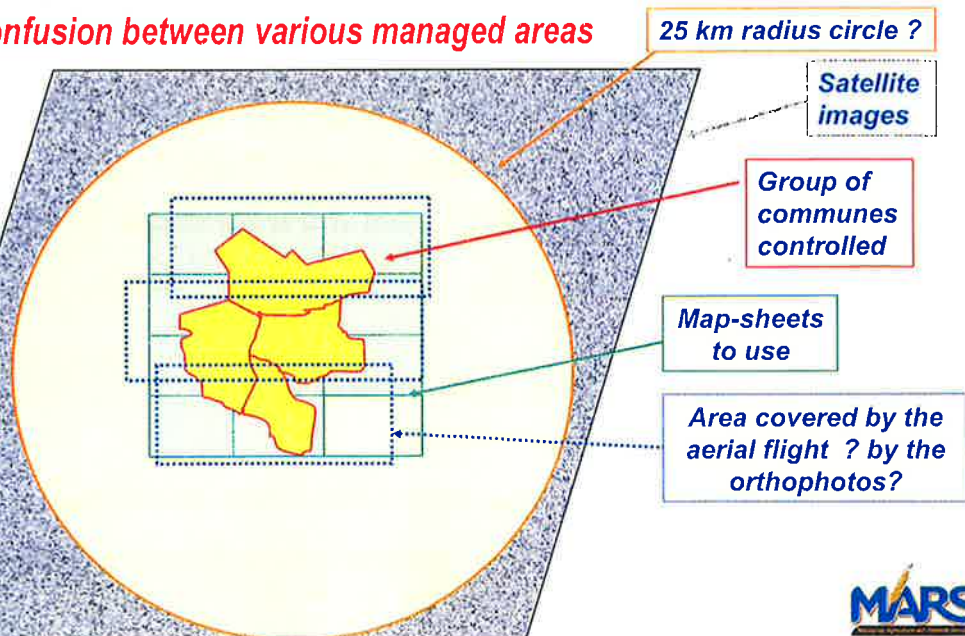 onfusion between various managed areas
25 km radius circle ?
Satellite
images
Group of
communes
controlled
Map-sheets
to use
Area covered by the
aerial flight ? by the
orthophotos?
MARS